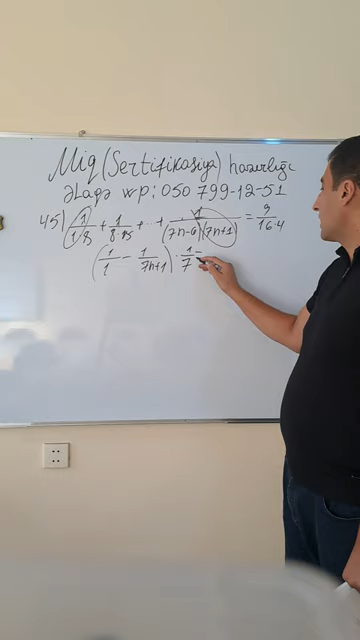 Miq (Sertifikasiya) hazırlığı
Əlaqə wp: 050 799-12-51
45) 1/(1·8) + 1/(8·15) + ... + 1/((7n-6)(7n+1)) = 9/(16·4)
(1/1 - 1/(7n+1)) · 1/7 =